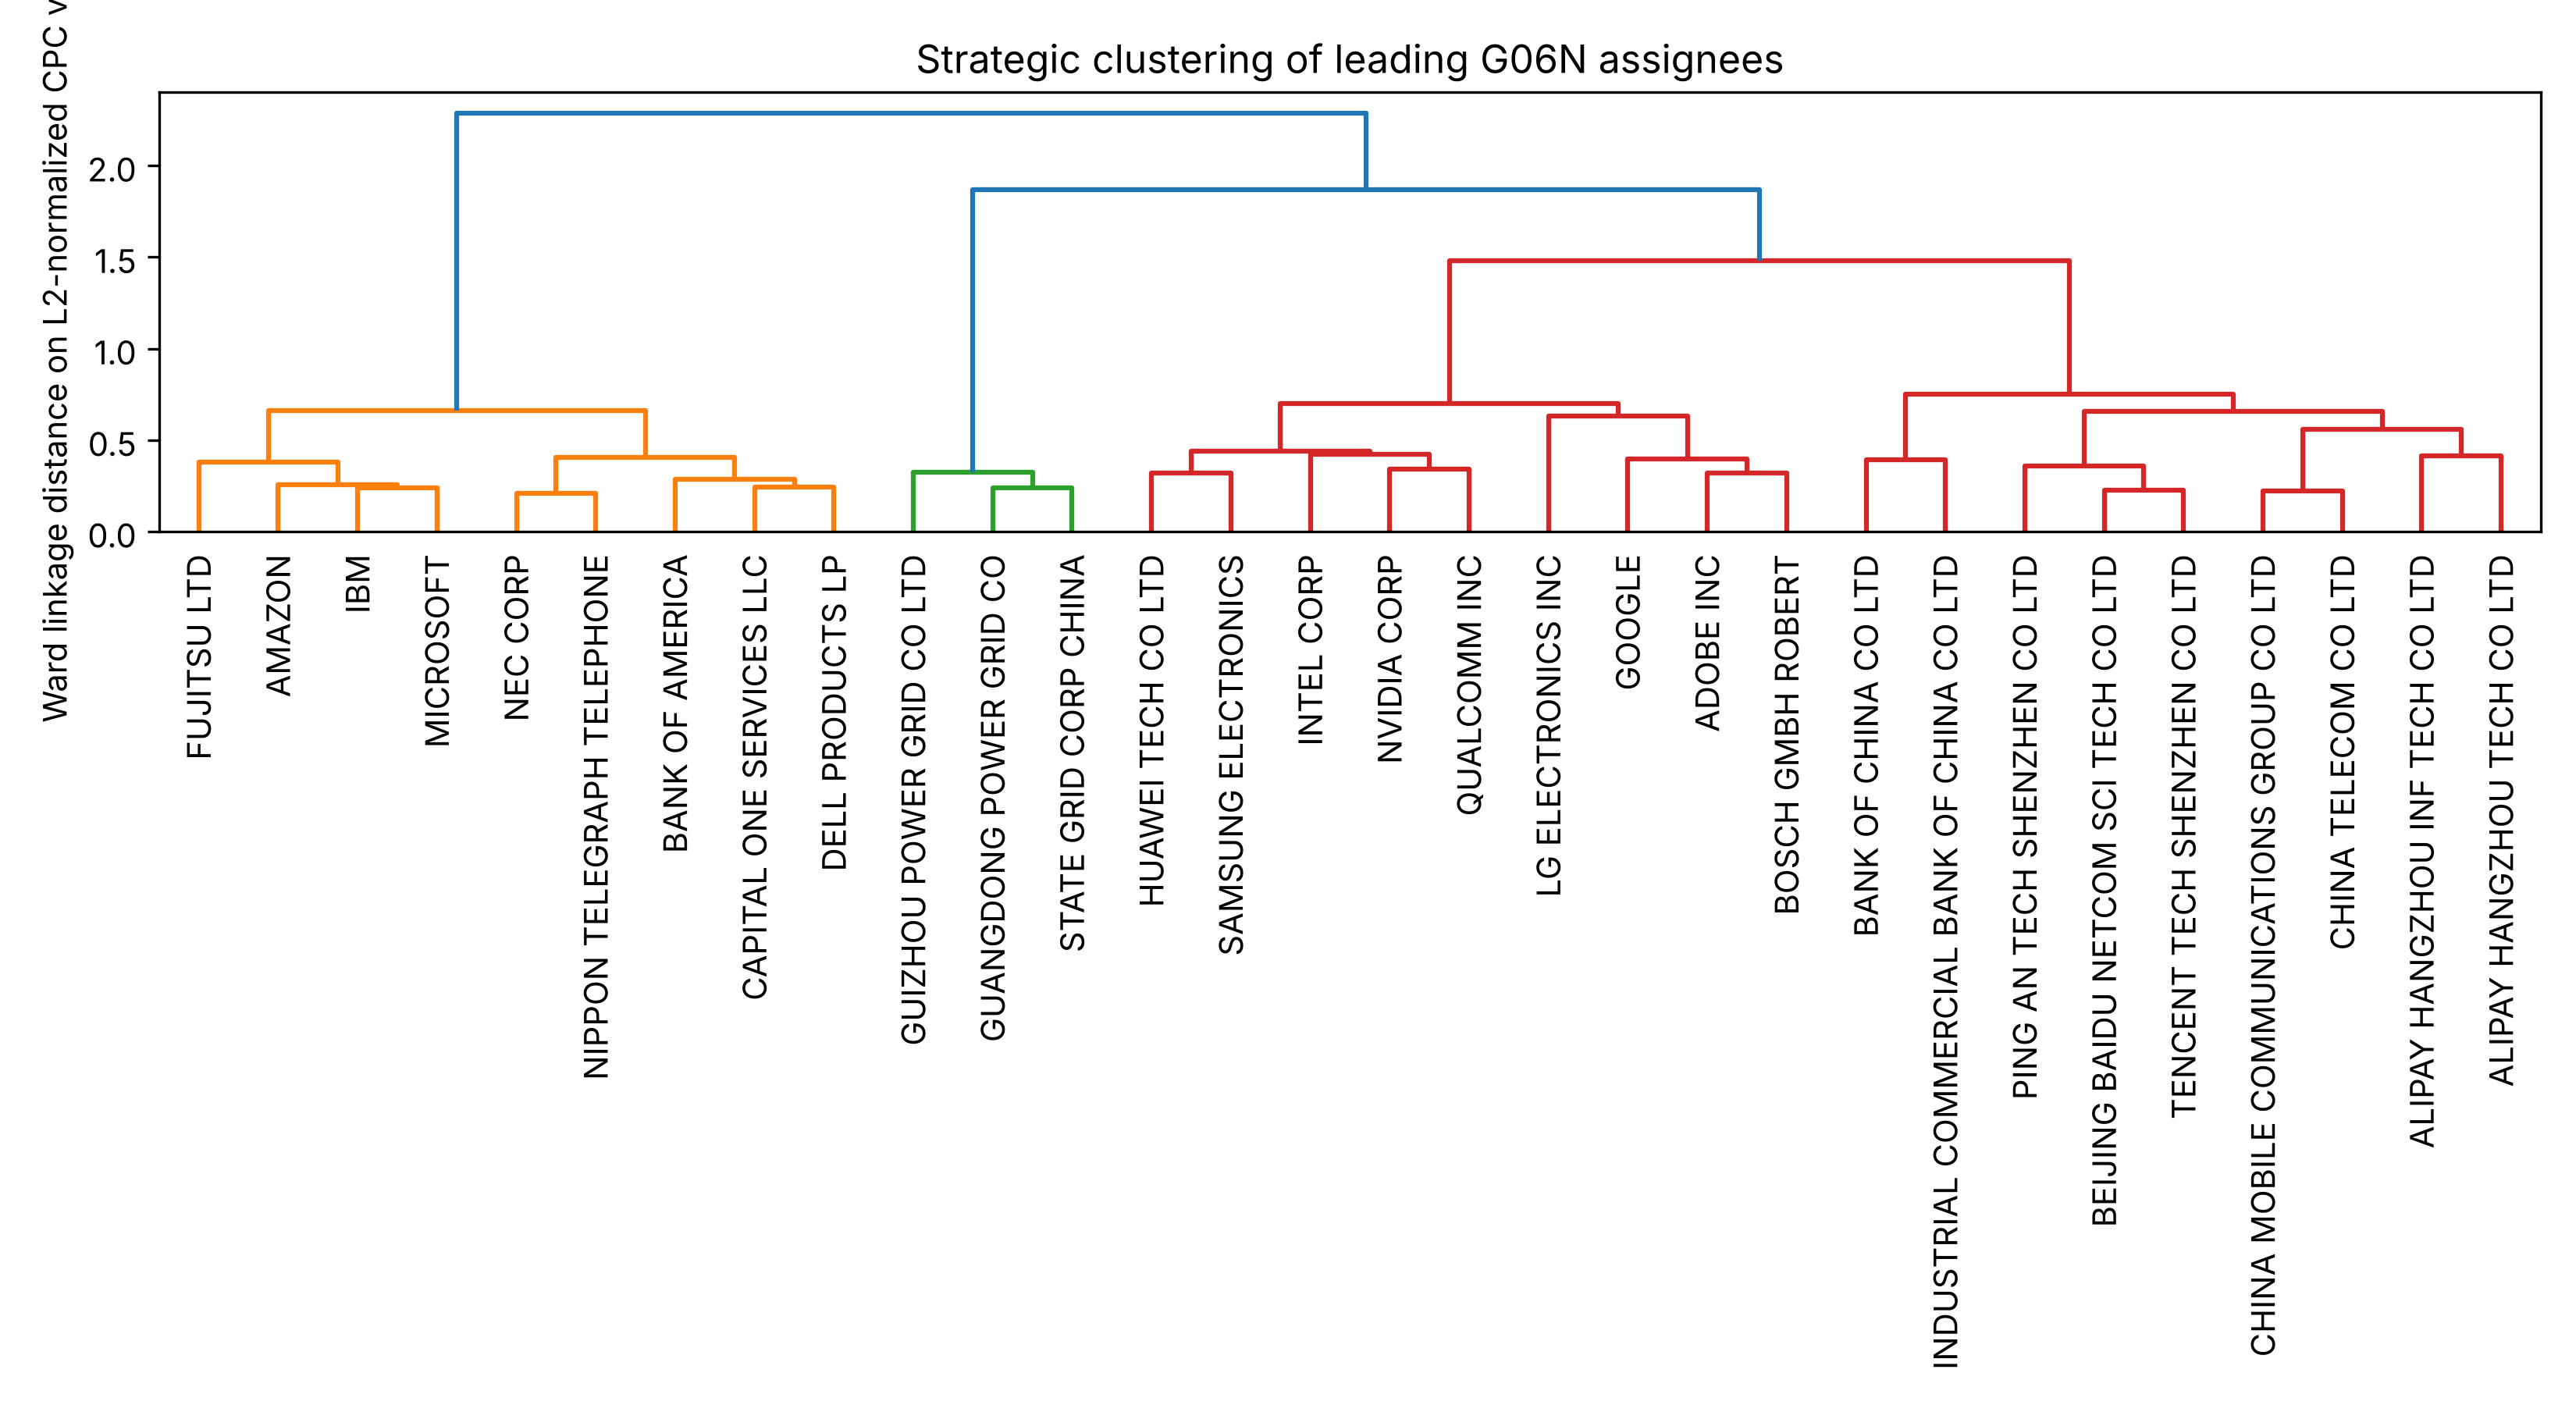 Strategic clustering of leading G06N assignees
Ward linkage distance on L2-normalized CPC
2.0
1.5
1.0
0.5
0.0
FUJITSU LTD
AMAZON
IBM
MICROSOFT
NEC CORP
NIPPON TELEGRAPH TELEPHONE
BANK OF AMERICA
CAPITAL ONE SERVICES LLC
DELL PRODUCTS LP
GUIZHOU POWER GRID CO LTD
GUANGDONG POWER GRID CO
STATE GRID CORP CHINA
HUAWEI TECH CO LTD
SAMSUNG ELECTRONICS
INTEL CORP
NVIDIA CORP
QUALCOMM INC
LG ELECTRONICS INC
GOOGLE
ADOBE INC
BOSCH GMBH ROBERT
BANK OF CHINA CO LTD
INDUSTRIAL COMMERCIAL BANK OF CHINA CO LTD
PING AN TECH SHENZHEN CO LTD
BEIJING BAIDU NETCOM SCI TECH CO LTD
TENCENT TECH SHENZHEN CO LTD
CHINA MOBILE COMMUNICATIONS GROUP CO LTD
CHINA TELECOM CO LTD
ALIPAY HANGZHOU INF TECH CO LTD
ALIPAY HANGZHOU TECH CO LTD